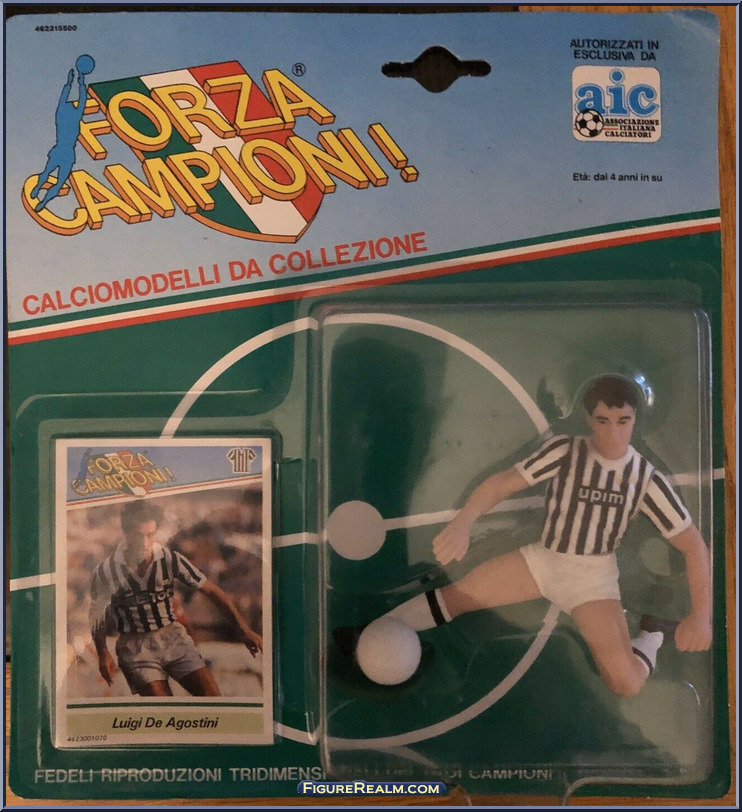 462315500
AUTORIZZATI IN
ESCLUSIVA DA
aic
ASSOCIAZIONE
ITALIANA
CALCIATORI
Età: dai 4 anni in su
FORZA ®
CAMPIONI!
CALCIOMODELLI DA COLLEZIONE
FORZA
CAMPIONI!
upim
Luigi De Agostini
4623001070
FEDELI RIPRODUZIONI TRIDIMENSI CAMPIONI
FIGUREREALM.COM